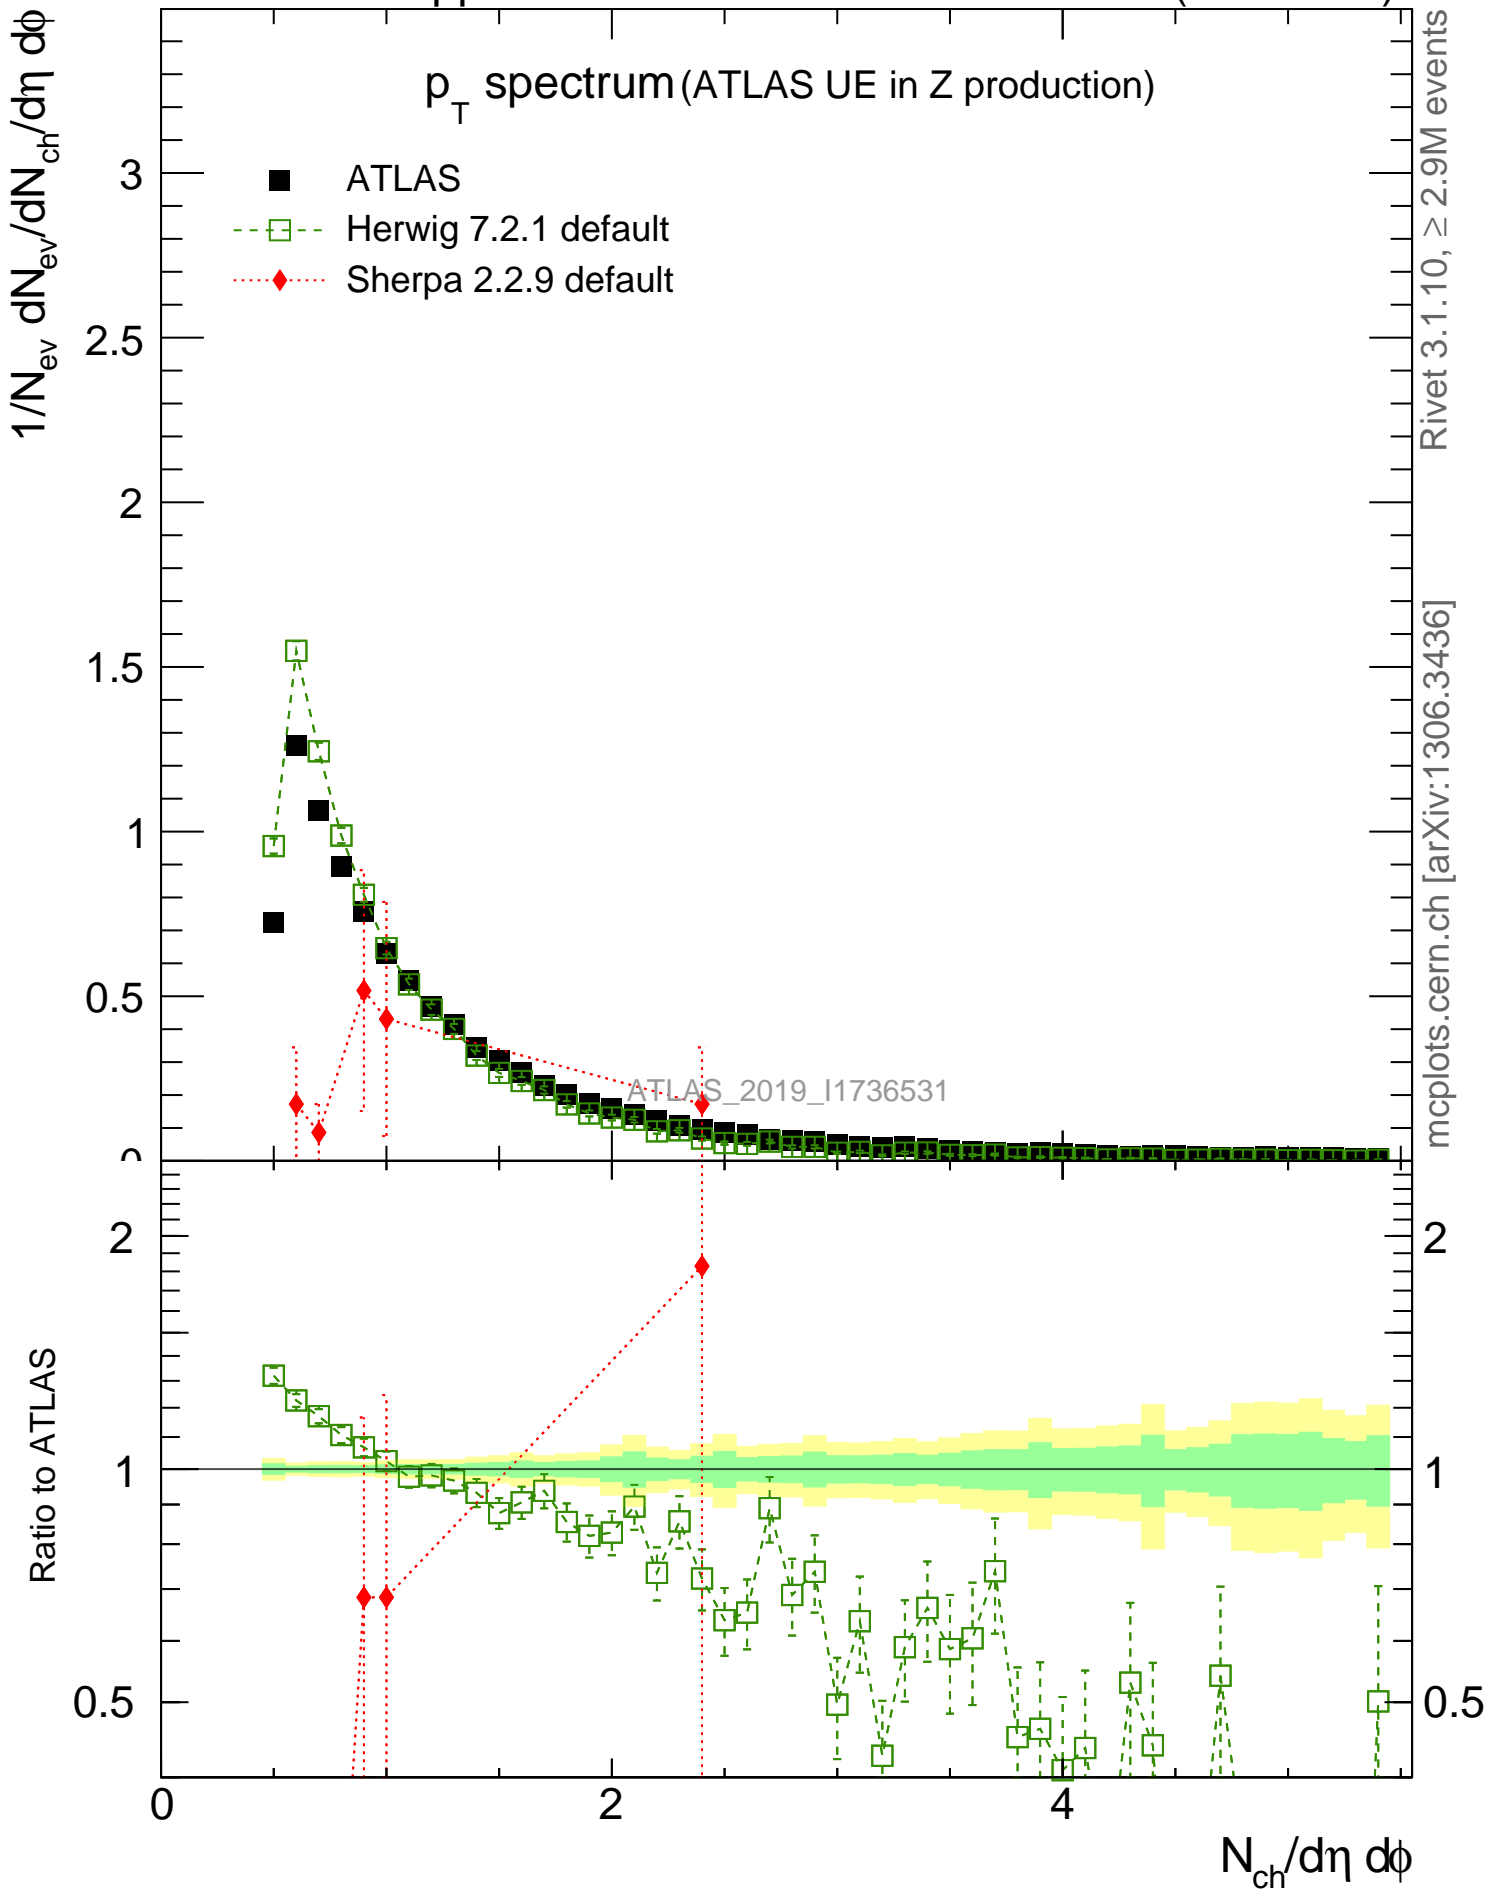 p_T spectrum (ATLAS UE in Z production)
1/N_ev dN_ev/dN_ch/dη dϕ
ATLAS
Herwig 7.2.1 default
Sherpa 2.2.9 default
3
2.5
2
1.5
1
0.5
0
ATLAS_2019_I1736531
Rivet 3.1.10, ≥ 2.9M events
mcplots.cern.ch [arXiv:1306.3436]
Ratio to ATLAS
2
1
0.5
2
1
0.5
0
2
4
N_ch/dη dϕ